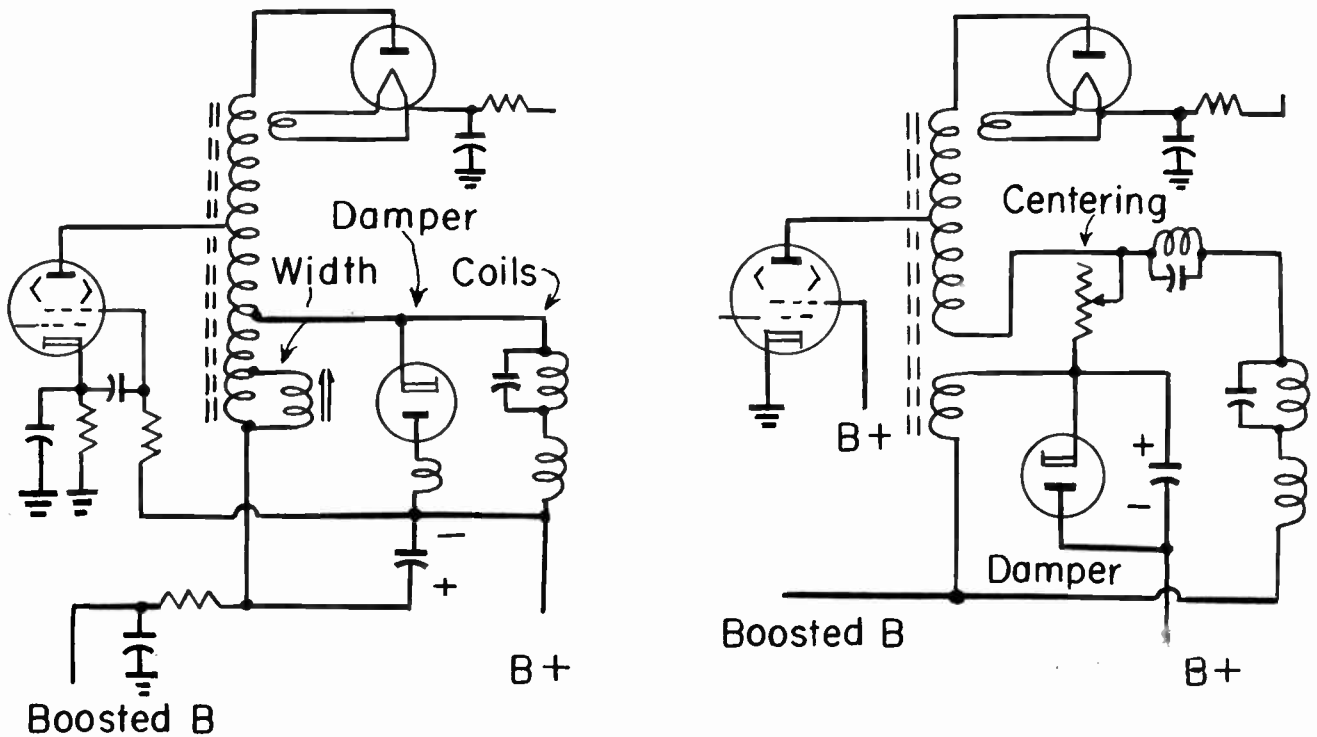 Damper
Width
Coils
−
+
B+
Boosted B
Centering
B+
+
−
Damper
Boosted B
B+